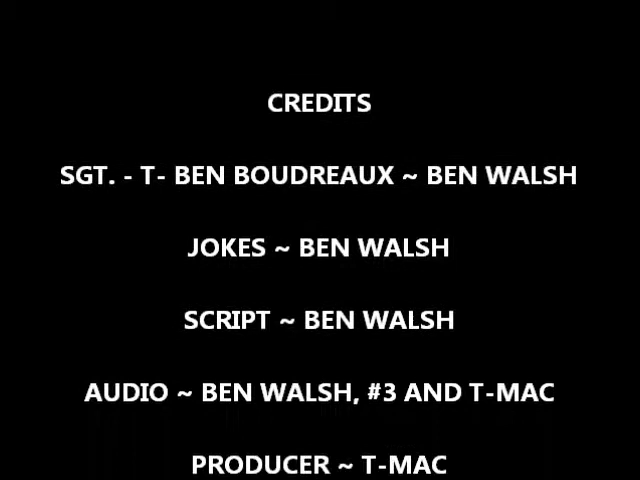 CREDITS
SGT. - T- BEN BOUDREAUX ~ BEN WALSH
JOKES ~ BEN WALSH
SCRIPT ~ BEN WALSH
AUDIO ~ BEN WALSH, #3 AND T-MAC
PRODUCER ~ T-MAC